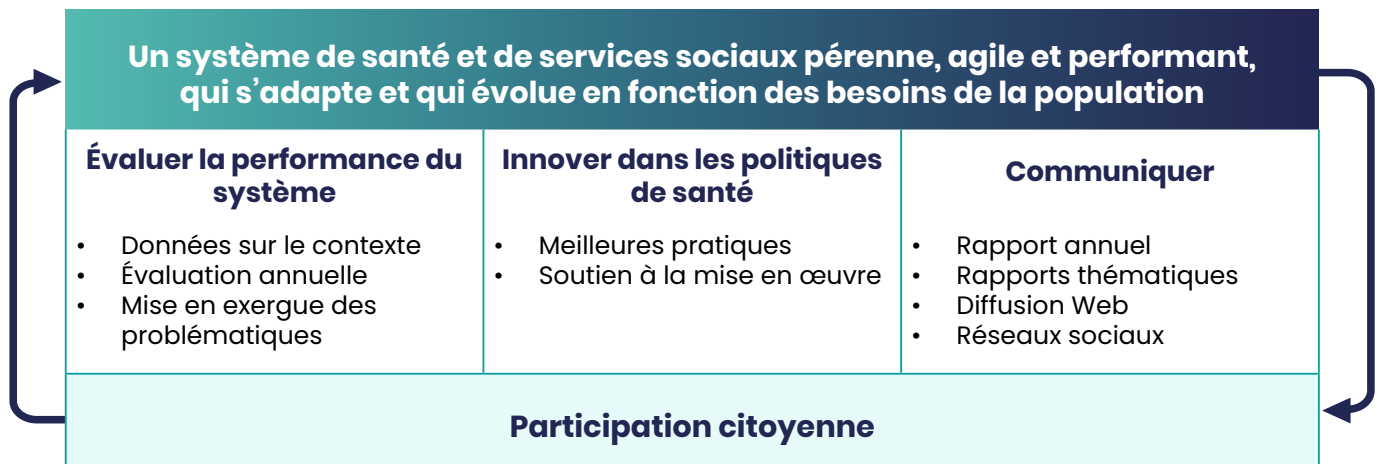 Un système de santé et de services sociaux pérenne, agile et performant,
qui s’adapte et qui évolue en fonction des besoins de la population
Évaluer la performance du
système
• Données sur le contexte
• Évaluation annuelle
• Mise en exergue des
problématiques
Innover dans les politiques
de santé
• Meilleures pratiques
• Soutien à la mise en œuvre
Communiquer
• Rapport annuel
• Rapports thématiques
• Diffusion Web
• Réseaux sociaux
Participation citoyenne